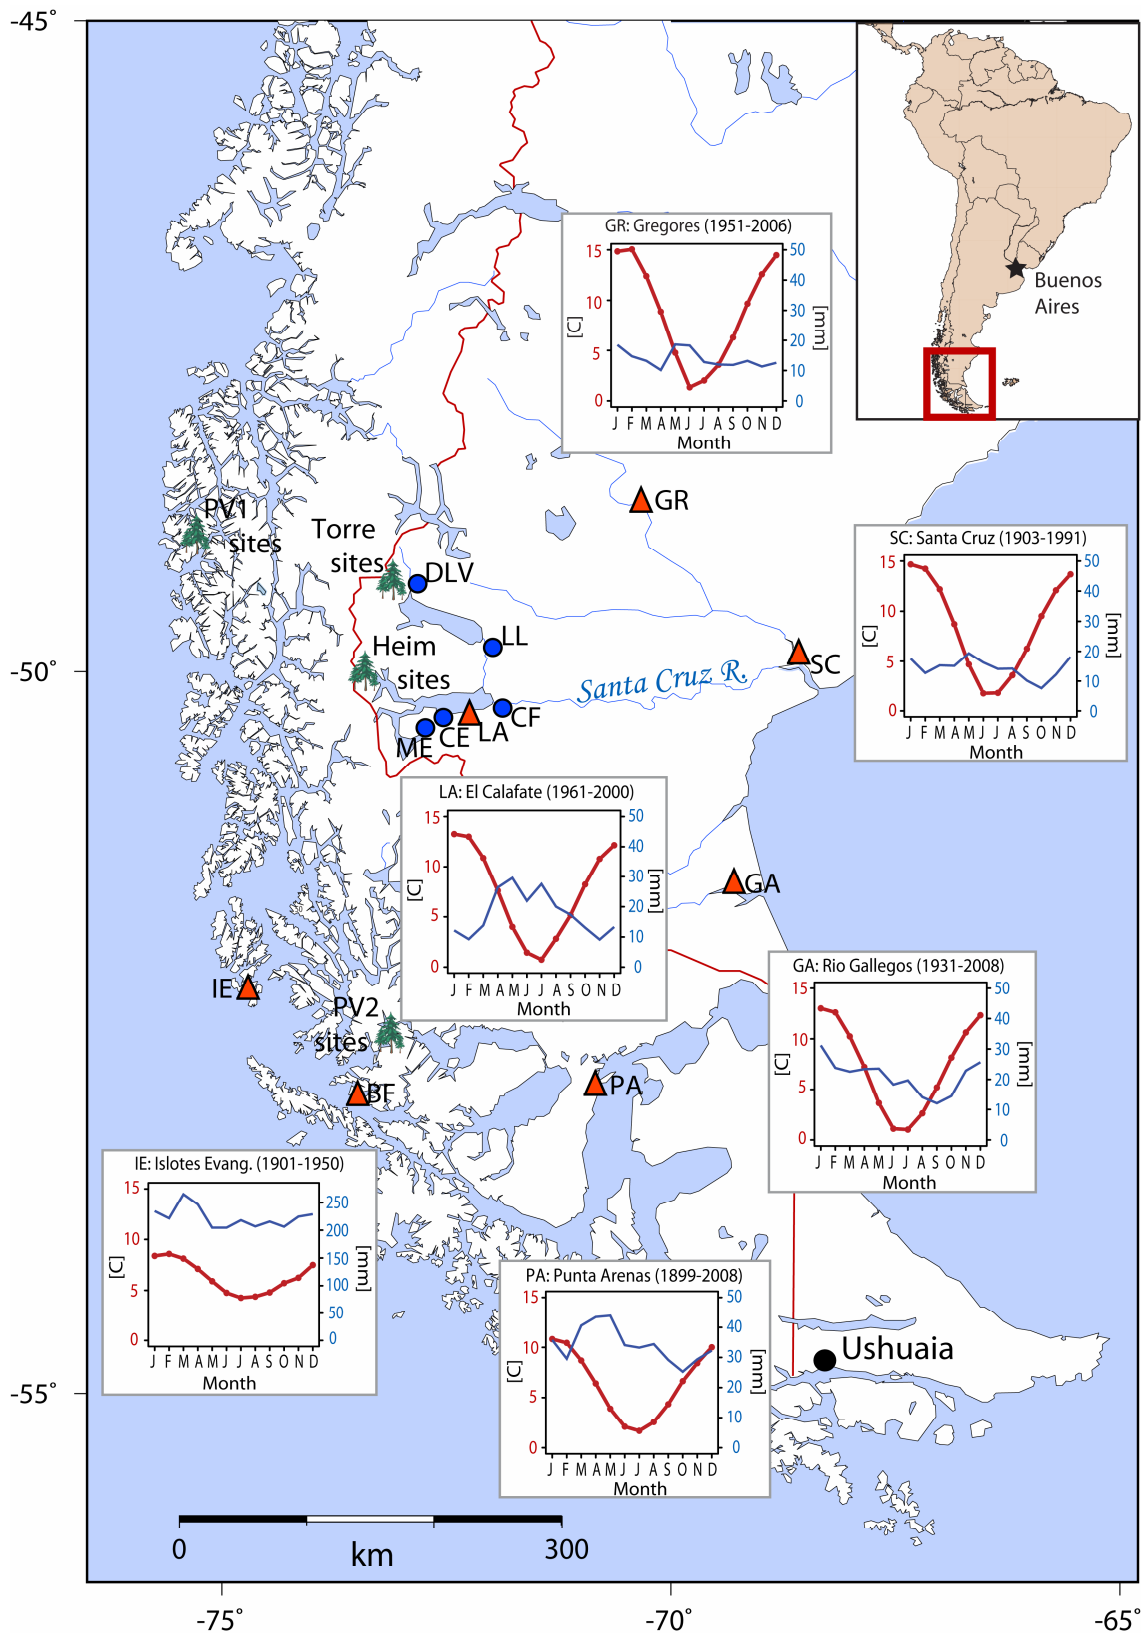 -45°
-50°
-55°
-75°
-70°
-65°
Buenos
Aires
GR: Gregores (1951-2006)
15
10
5
0
[C]
50
40
30
20
10
0
[mm]
J F M A M J J A S O N D
Month
GR
PV1
sites
Torre
sites
DLV
LL
Heim
sites
Santa Cruz R.
SC
CF
LA
CE
ME
SC: Santa Cruz (1903-1991)
15
10
5
0
[C]
50
40
30
20
10
0
[mm]
J F M A M J J A S O N D
Month
LA: El Calafate (1961-2000)
15
10
5
0
[C]
50
40
30
20
10
0
[mm]
J F M A M J J A S O N D
Month
GA
IE
PV2
sites
BF
PA
GA: Rio Gallegos (1931-2008)
15
10
5
0
[C]
50
40
30
20
10
0
[mm]
J F M A M J J A S O N D
Month
IE: Islotes Evang. (1901-1950)
15
10
5
0
[C]
250
200
150
100
50
0
[mm]
J F M A M J J A S O N D
Month
PA: Punta Arenas (1899-2008)
15
10
5
0
[C]
50
40
30
20
10
0
[mm]
J F M A M J J A S O N D
Month
Ushuaia
0
km
300